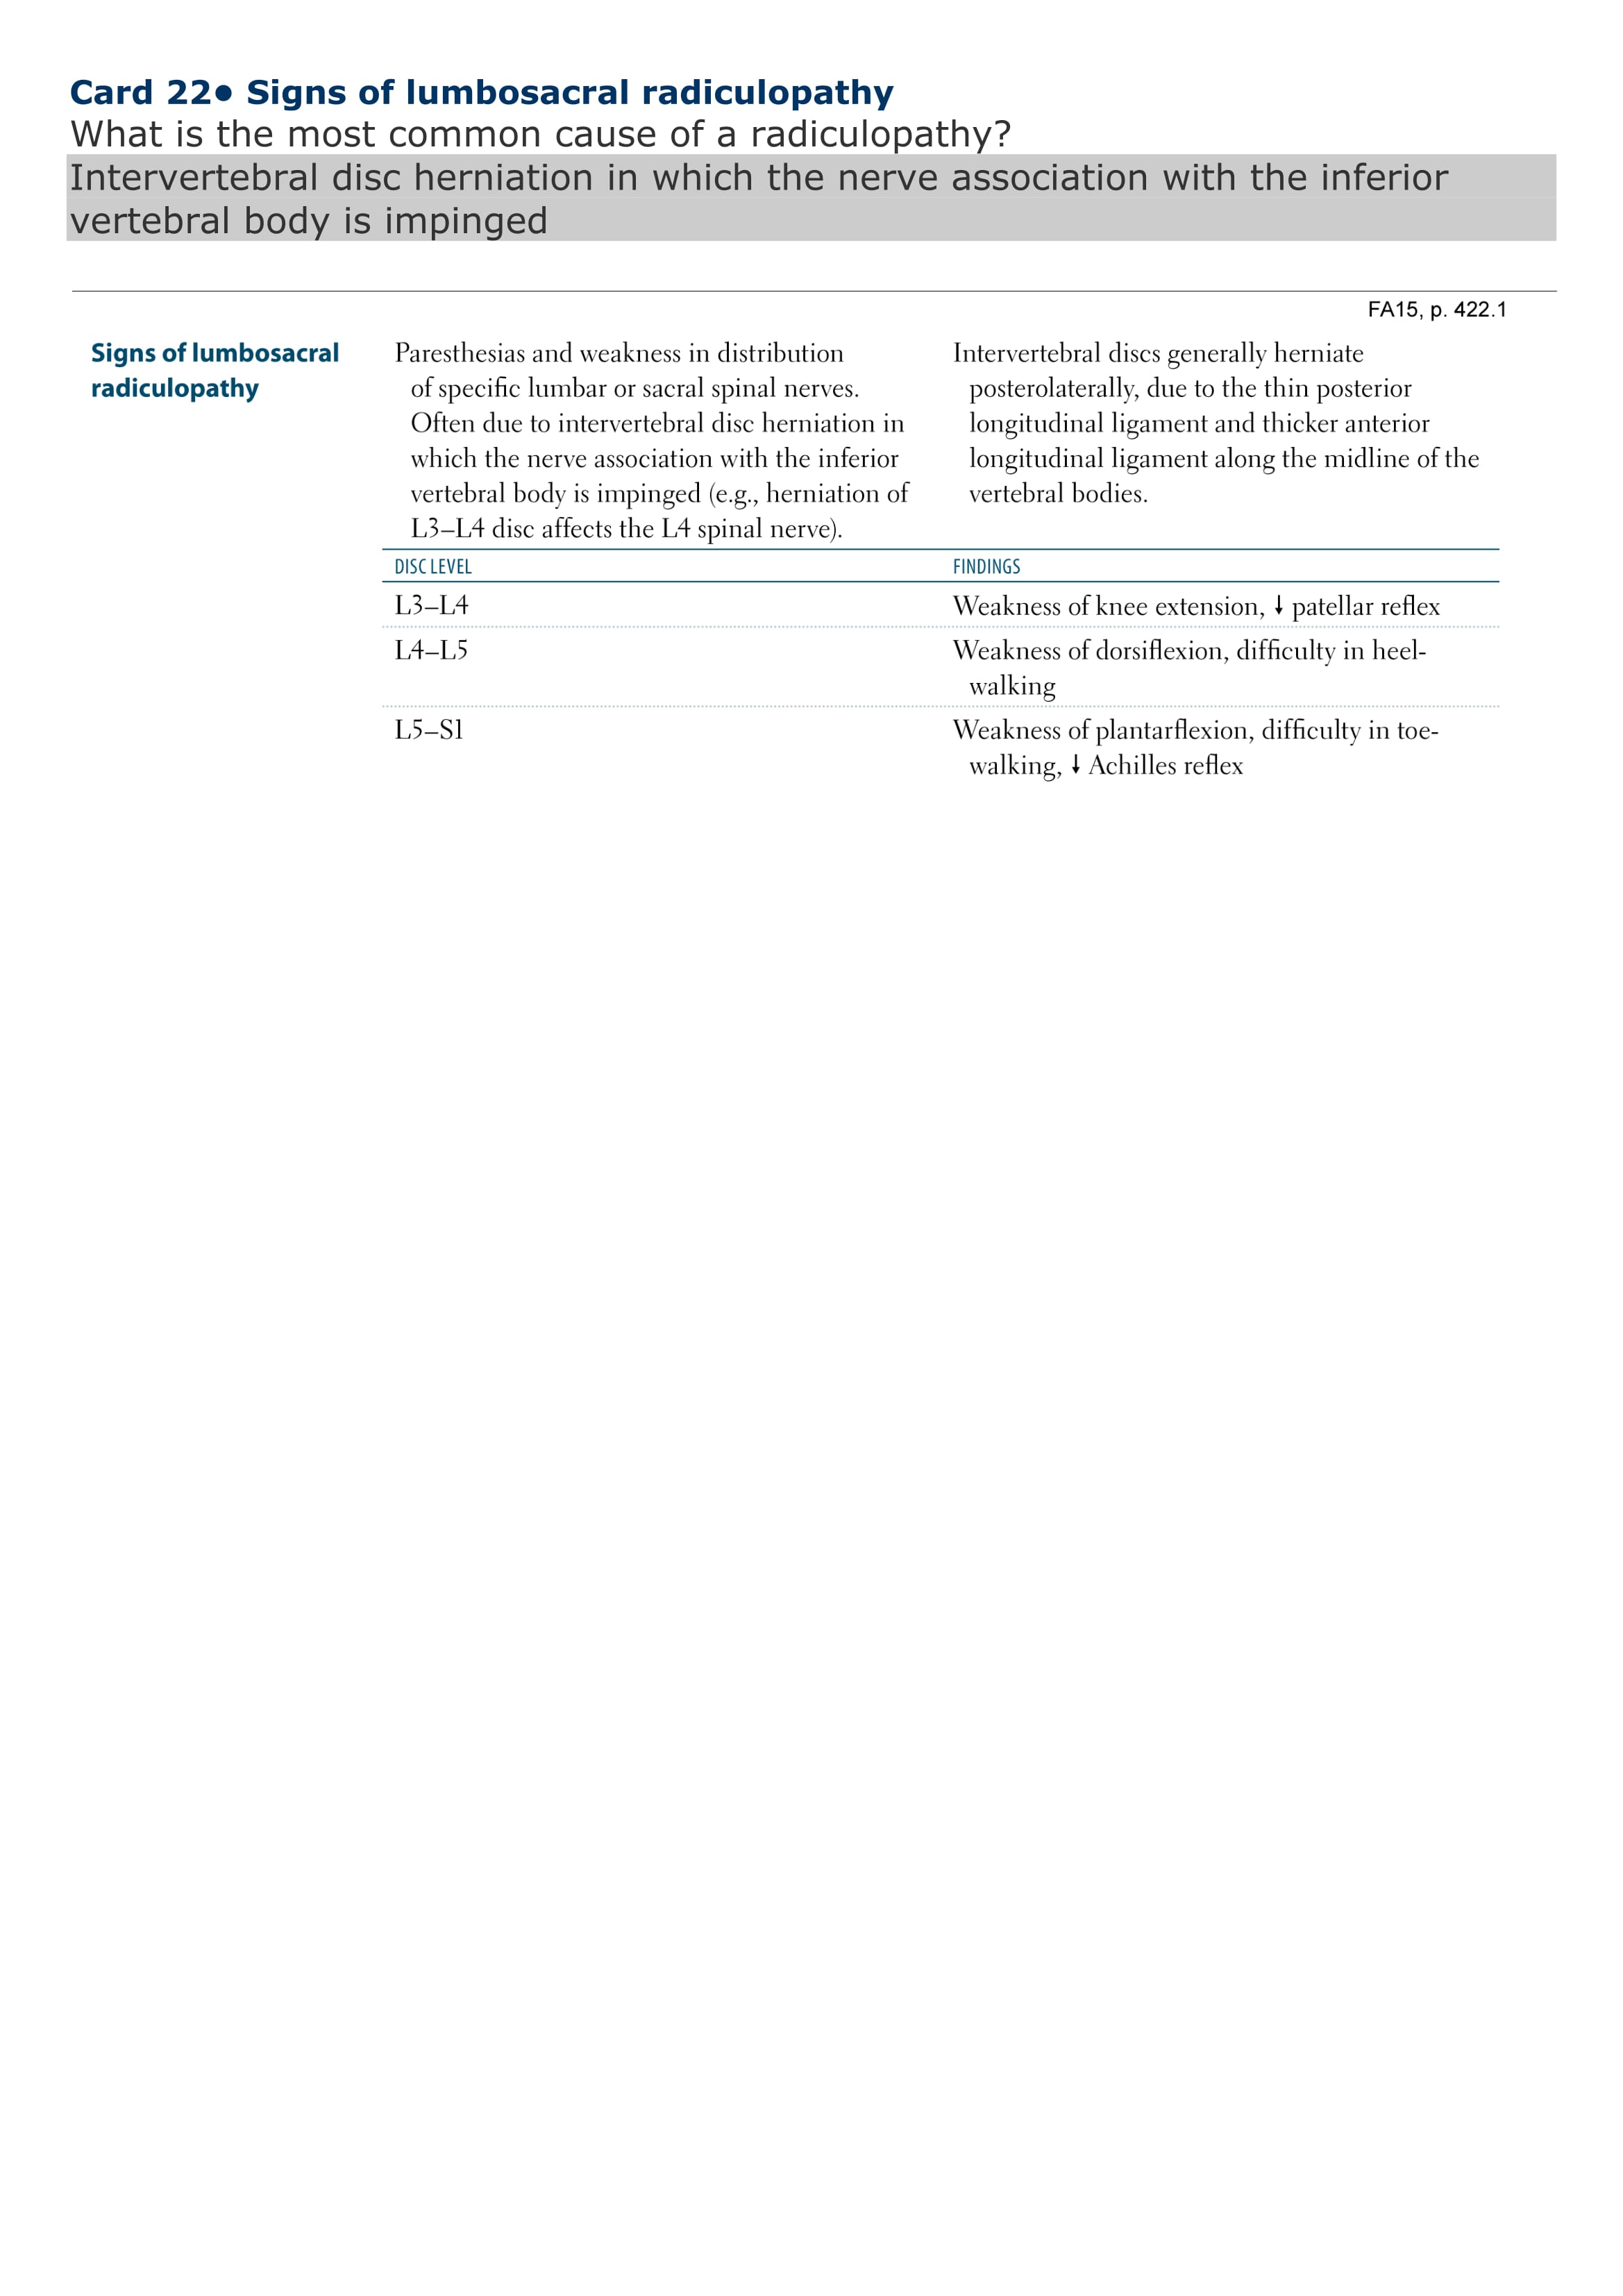 Card 22• Signs of lumbosacral radiculopathy
What is the most common cause of a radiculopathy?
Intervertebral disc herniation in which the nerve association with the inferior
vertebral body is impinged
FA15, p. 422.1
Signs of lumbosacral
radiculopathy
Paresthesias and weakness in distribution
of specific lumbar or sacral spinal nerves.
Often due to intervertebral disc herniation in
which the nerve association with the inferior
vertebral body is impinged (e.g., herniation of
L3–L4 disc affects the L4 spinal nerve).
Intervertebral discs generally herniate
posterolaterally, due to the thin posterior
longitudinal ligament and thicker anterior
longitudinal ligament along the midline of the
vertebral bodies.
DISC LEVEL
FINDINGS
L3–L4
Weakness of knee extension, ↓ patellar reflex
L4–L5
Weakness of dorsiflexion, difficulty in heel-
walking
L5–S1
Weakness of plantarflexion, difficulty in toe-
walking, ↓ Achilles reflex